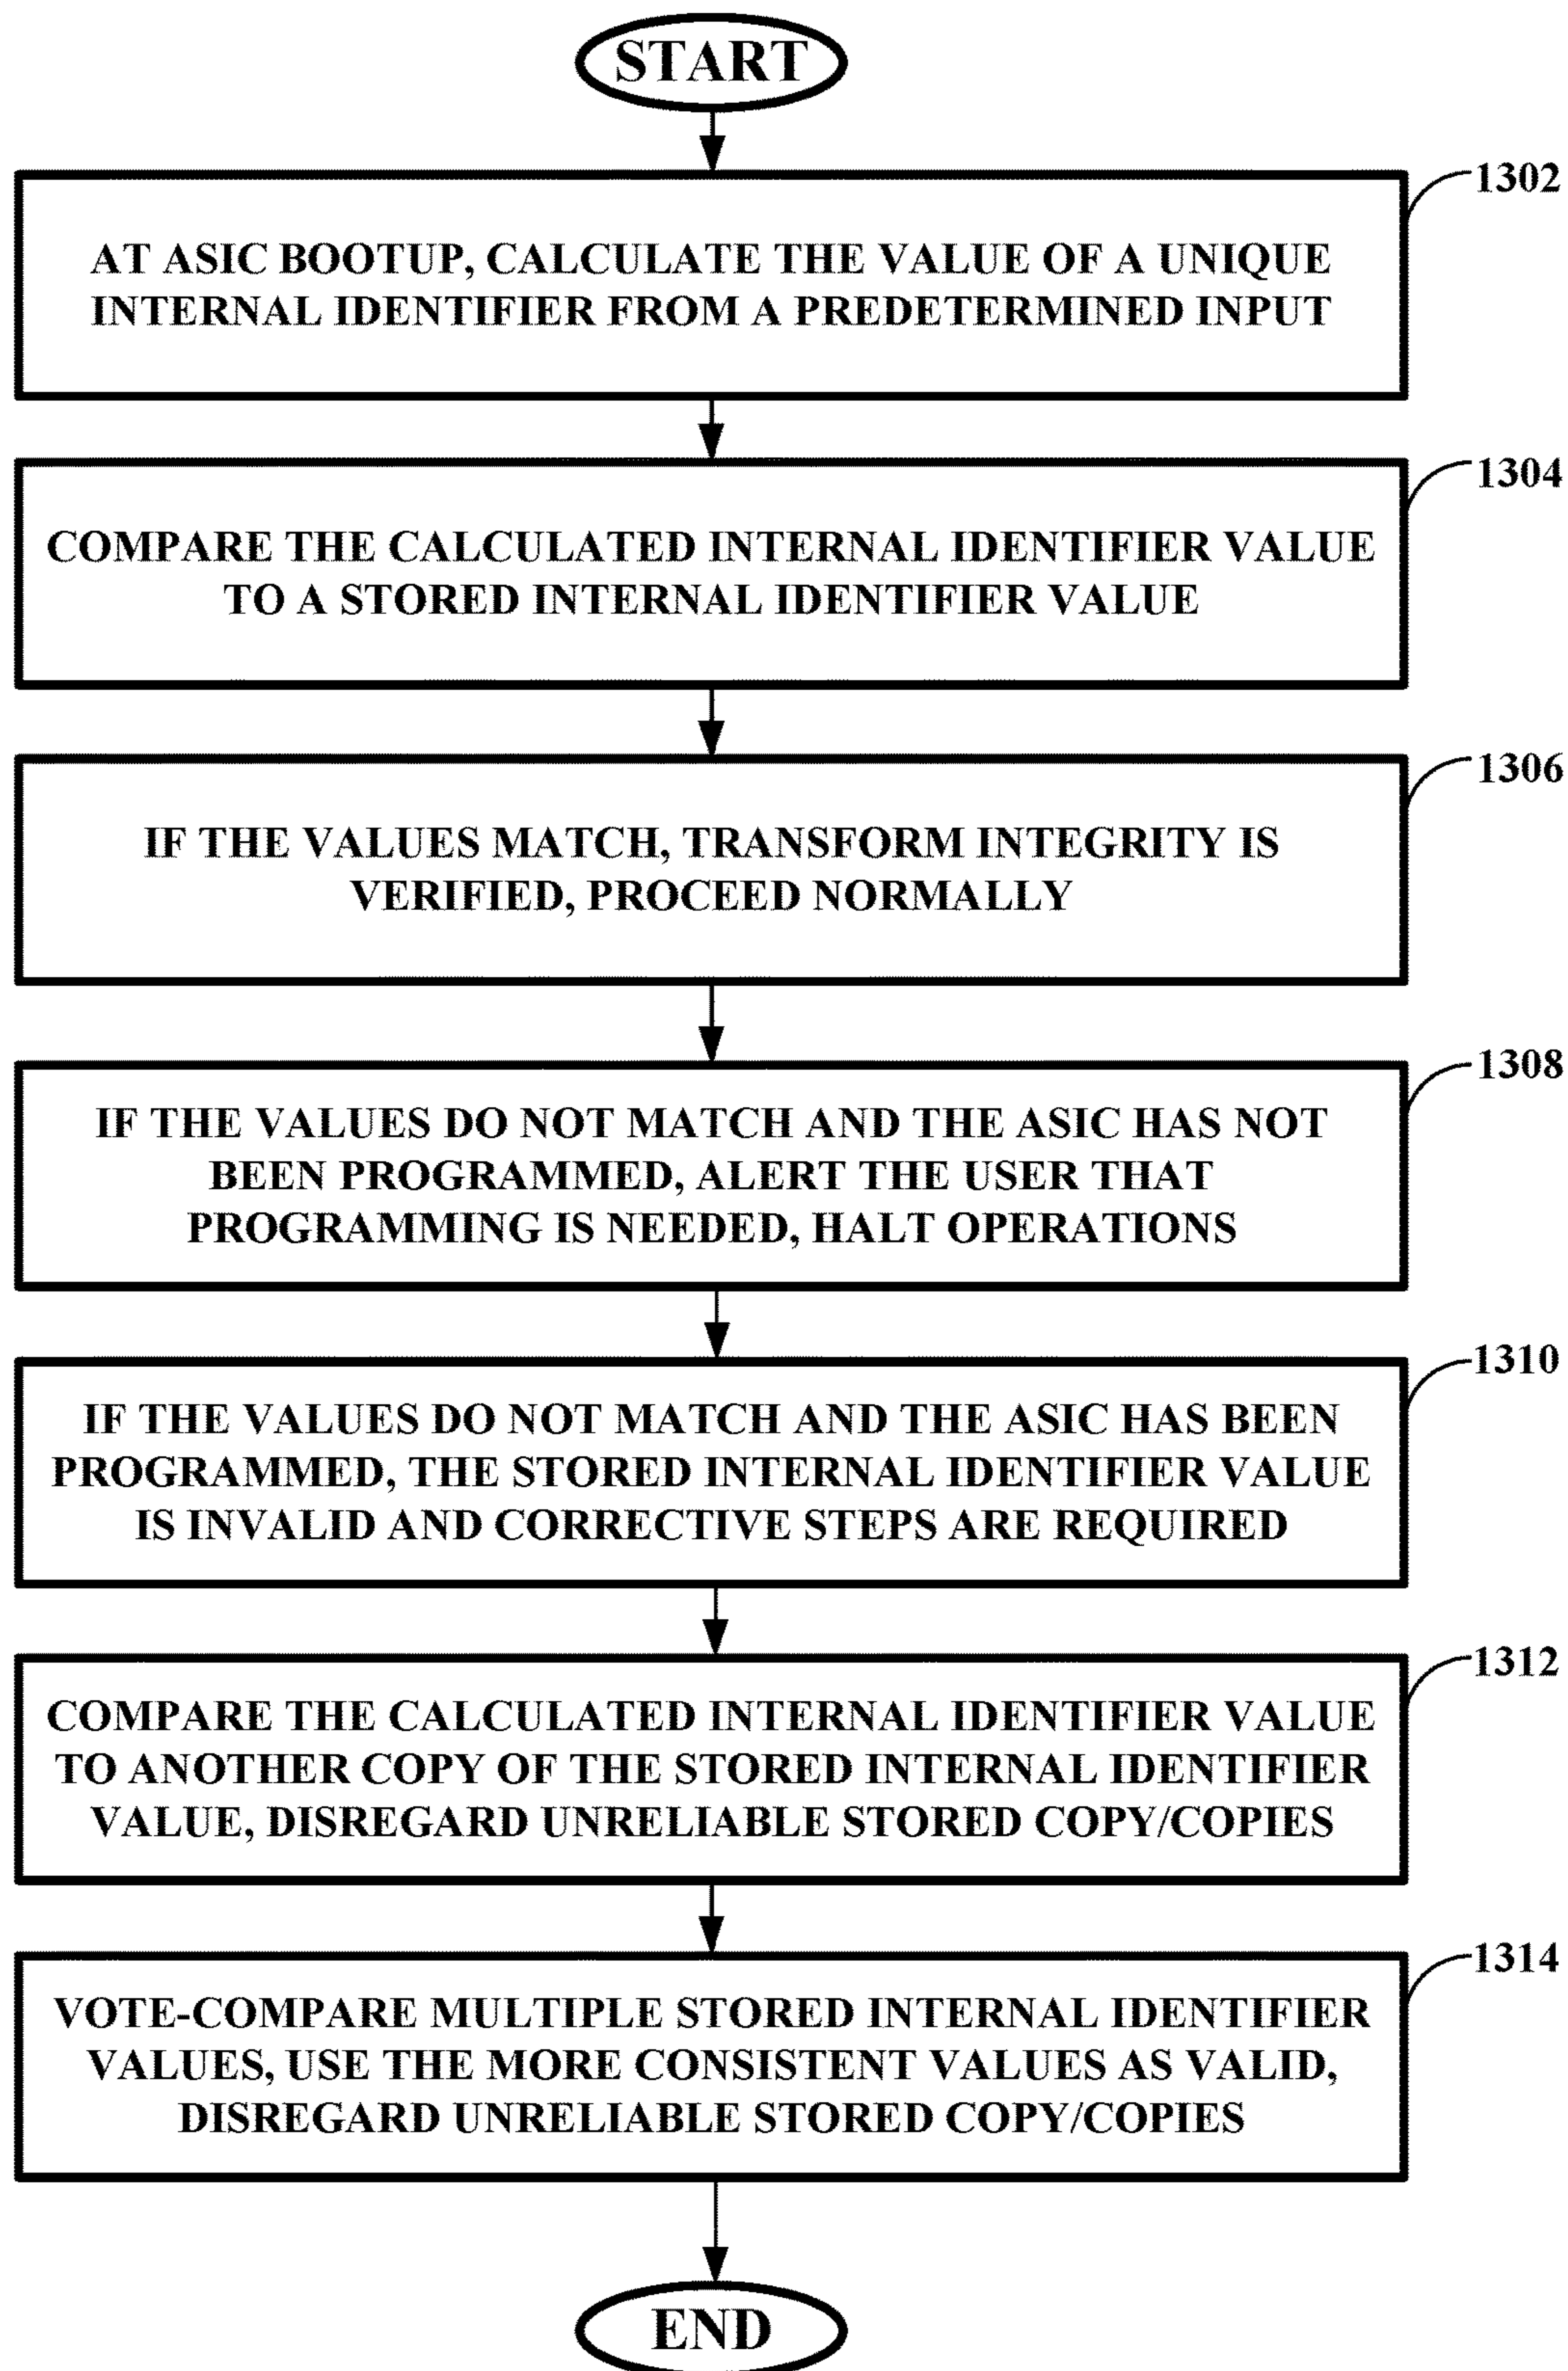 START
1302
AT ASIC BOOTUP, CALCULATE THE VALUE OF A UNIQUE
INTERNAL IDENTIFIER FROM A PREDETERMINED INPUT
1304
COMPARE THE CALCULATED INTERNAL IDENTIFIER VALUE
TO A STORED INTERNAL IDENTIFIER VALUE
1306
IF THE VALUES MATCH, TRANSFORM INTEGRITY IS
VERIFIED, PROCEED NORMALLY
1308
IF THE VALUES DO NOT MATCH AND THE ASIC HAS NOT
BEEN PROGRAMMED, ALERT THE USER THAT
PROGRAMMING IS NEEDED, HALT OPERATIONS
1310
IF THE VALUES DO NOT MATCH AND THE ASIC HAS BEEN
PROGRAMMED, THE STORED INTERNAL IDENTIFIER VALUE
IS INVALID AND CORRECTIVE STEPS ARE REQUIRED
1312
COMPARE THE CALCULATED INTERNAL IDENTIFIER VALUE
TO ANOTHER COPY OF THE STORED INTERNAL IDENTIFIER
VALUE, DISREGARD UNRELIABLE STORED COPY/COPIES
1314
VOTE-COMPARE MULTIPLE STORED INTERNAL IDENTIFIER
VALUES, USE THE MORE CONSISTENT VALUES AS VALID,
DISREGARD UNRELIABLE STORED COPY/COPIES
END